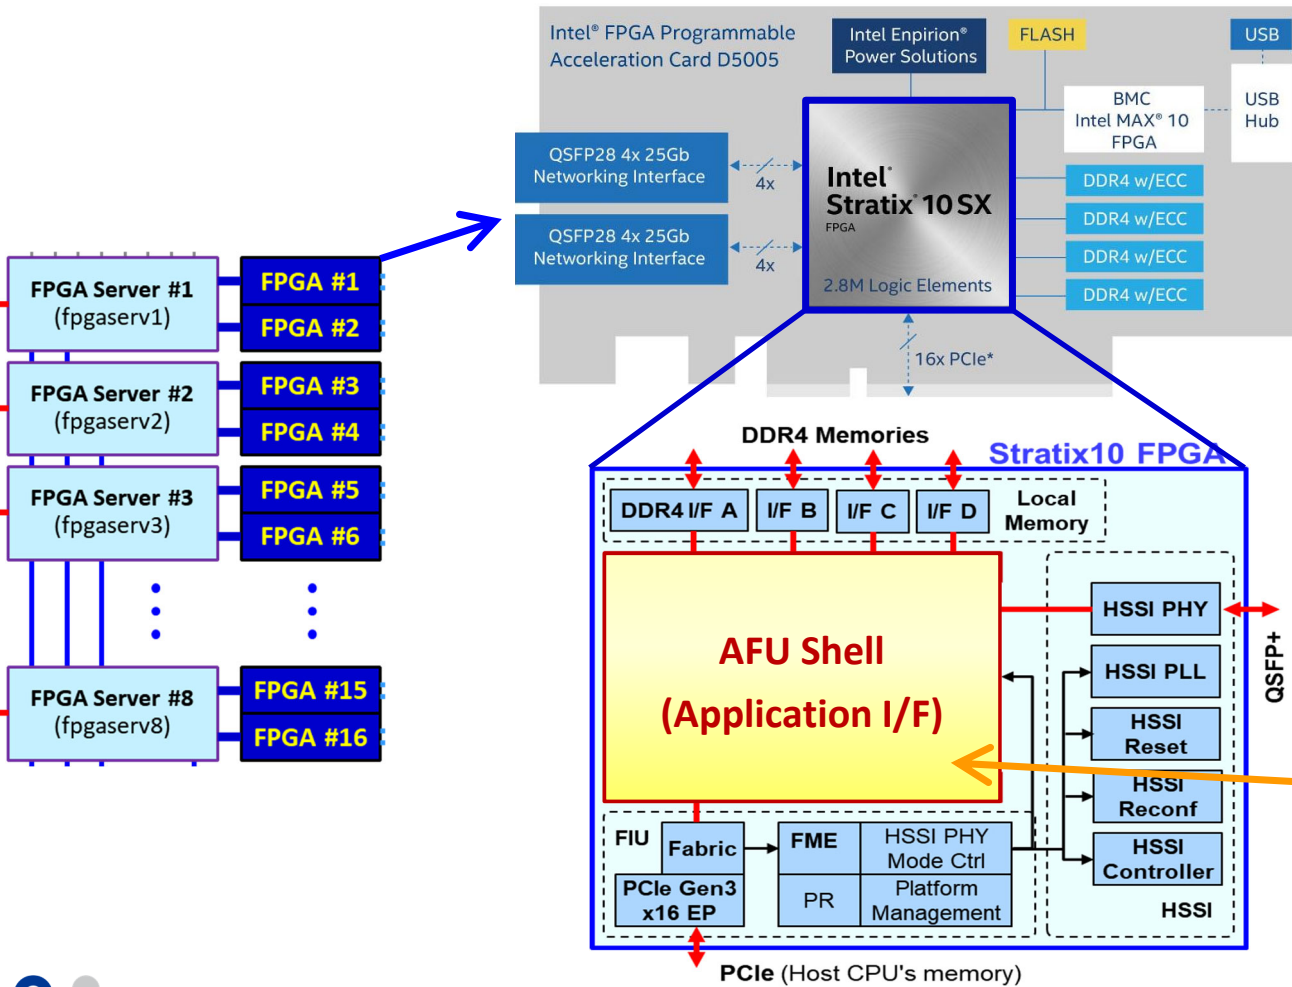 Intel® FPGA Programmable
Acceleration Card D5005
Intel Enpirion®
Power Solutions
FLASH
USB
BMC
Intel MAX® 10
FPGA
USB
Hub
QSFP28 4x 25Gb
Networking Interface
4x
QSFP28 4x 25Gb
Networking Interface
4x
Intel®
Stratix® 10 SX
FPGA
2.8M Logic Elements
DDR4 w/ECC
DDR4 w/ECC
DDR4 w/ECC
DDR4 w/ECC
16x PCIe*
FPGA Server #1
(fpgaserv1)
FPGA #1
FPGA #2
FPGA Server #2
(fpgaserv2)
FPGA #3
FPGA #4
FPGA Server #3
(fpgaserv3)
FPGA #5
FPGA #6
FPGA Server #8
(fpgaserv8)
FPGA #15
FPGA #16
DDR4 Memories
Stratix10 FPGA
DDR4 I/F A
I/F B
I/F C
I/F D
Local
Memory
AFU Shell
(Application I/F)
HSSI PHY
HSSI PLL
HSSI
Reset
HSSI
Reconf
HSSI
Controller
HSSI
QSFP+
FIU
Fabric
PCIe Gen3
x16 EP
FME
HSSI PHY
Mode Ctrl
PR
Platform
Management
PCIe (Host CPU's memory)